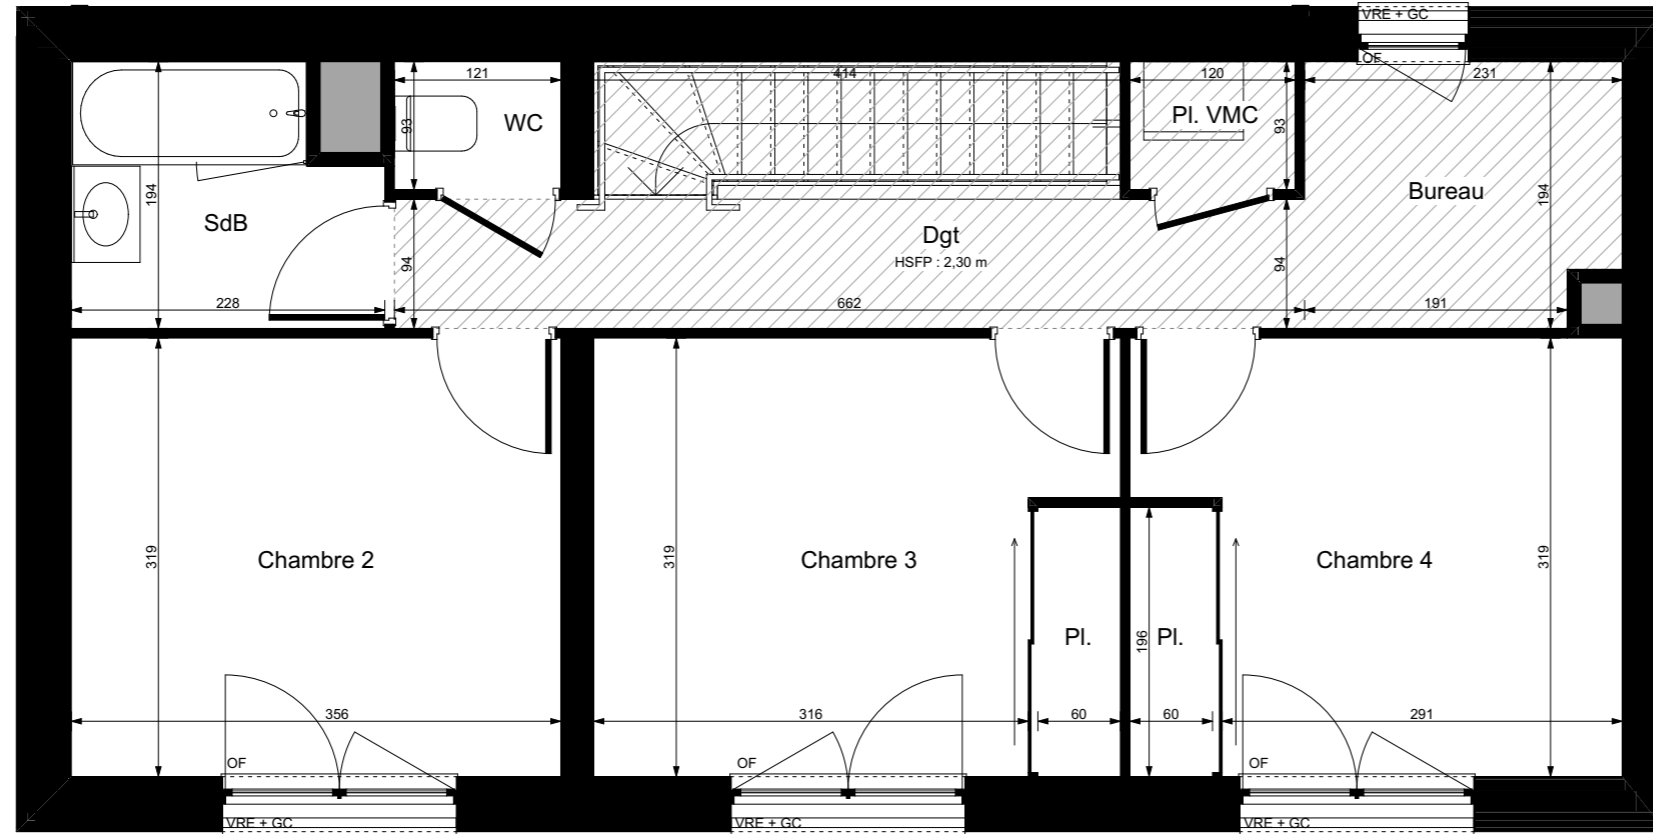 VRE + GC
OF
121
414
120
231
93
WC
Pl. VMC
93
194
SdB
Bureau
194
Dgt
HSFP : 2,30 m
94
94
228
662
191
319
Chambre 2
319
Chambre 3
Chambre 4
319
Pl.
196
Pl.
356
316
60
60
291
OF
OF
OF
VRE + GC
VRE + GC
VRE + GC